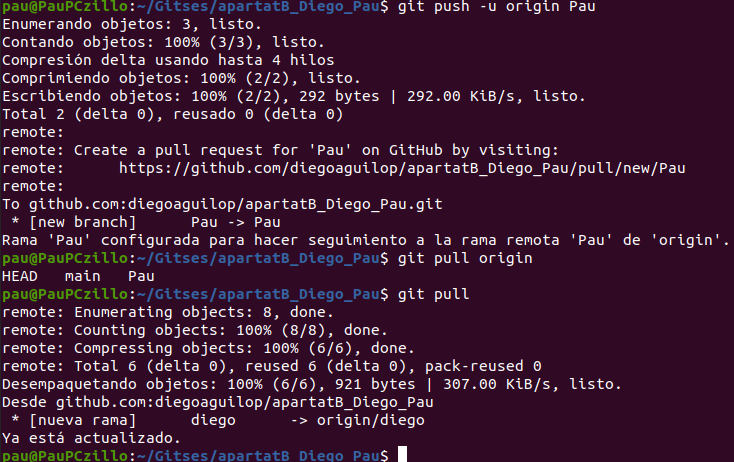 pau@PauPCzillo:~/Gitses/apartatB_Diego_Pau$ git push -u origin Pau
Enumerando objetos: 3, listo.
Contando objetos: 100% (3/3), listo.
Compresión delta usando hasta 4 hilos
Comprimiendo objetos: 100% (2/2), listo.
Escribiendo objetos: 100% (2/2), 292 bytes | 292.00 KiB/s, listo.
Total 2 (delta 0), reusado 0 (delta 0)
remote:
remote: Create a pull request for 'Pau' on GitHub by visiting:
remote:      https://github.com/diegoaguilop/apartatB_Diego_Pau/pull/new/Pau
remote:
To github.com:diegoaguilop/apartatB_Diego_Pau.git
 * [new branch]      Pau -> Pau
Rama 'Pau' configurada para hacer seguimiento a la rama remota 'Pau' de 'origin'.
pau@PauPCzillo:~/Gitses/apartatB_Diego_Pau$ git pull origin
HEAD   main   Pau
pau@PauPCzillo:~/Gitses/apartatB_Diego_Pau$ git pull
remote: Enumerating objects: 8, done.
remote: Counting objects: 100% (8/8), done.
remote: Compressing objects: 100% (6/6), done.
remote: Total 6 (delta 0), reused 6 (delta 0), pack-reused 0
Desempaquetando objetos: 100% (6/6), 921 bytes | 307.00 KiB/s, listo.
Desde github.com:diegoaguilop/apartatB_Diego_Pau
 * [nueva rama]      diego      -> origin/diego
Ya está actualizado.
pau@PauPCzillo:~/Gitses/apartatB_Diego_Pau$